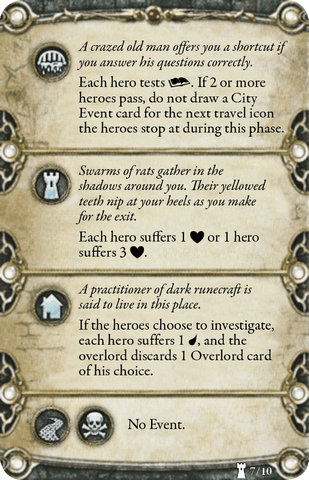 A crazed old man offers you a shortcut if
you answer his questions correctly.
Each hero tests . If 2 or more
heroes pass, do not draw a City
Event card for the next travel icon
the heroes stop at during this phase.
Swarms of rats gather in the
shadows around you. Their yellowed
teeth nip at your heels as you make
for the exit.
Each hero suffers 1 or 1 hero
suffers 3 .
A practitioner of dark runecraft is
said to live in this place.
If the heroes choose to investigate,
each hero suffers 1 , and the
overlord discards 1 Overlord card
of his choice.
No Event.
7/10